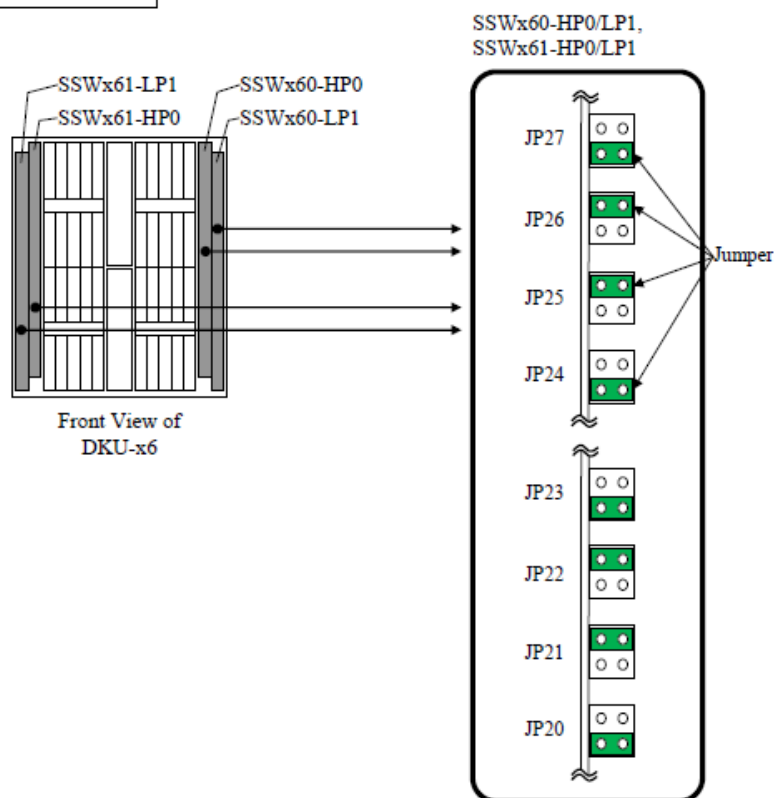 SSWx60-HP0/LP1,
SSWx61-HP0/LP1
SSWx61-LP1
SSWx60-HP0
SSWx61-HP0
SSWx60-LP1
Front View of
DKU-x6
JP27
JP26
Jumper
JP25
JP24
JP23
JP22
JP21
JP20